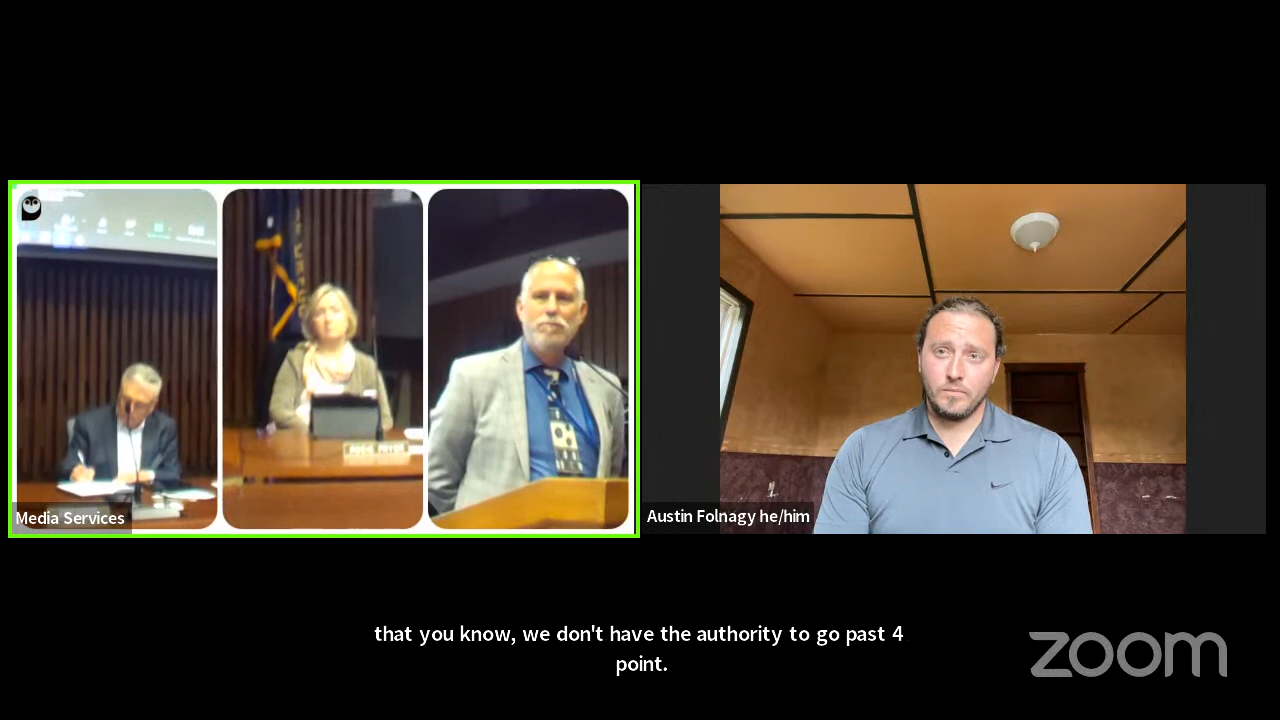 Media Services
Austin Folnagy he/him
that you know, we don't have the authority to go past 4
point.
zoom